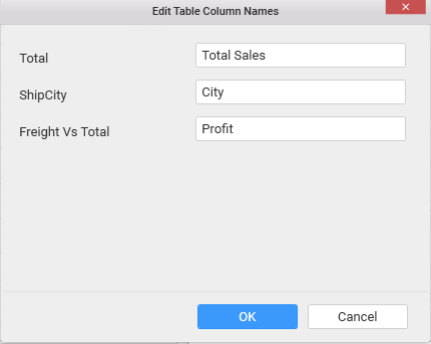 Edit Table Column Names
Total Total Sales
ShipCity City
Freight Vs Total Profit
OK Cancel